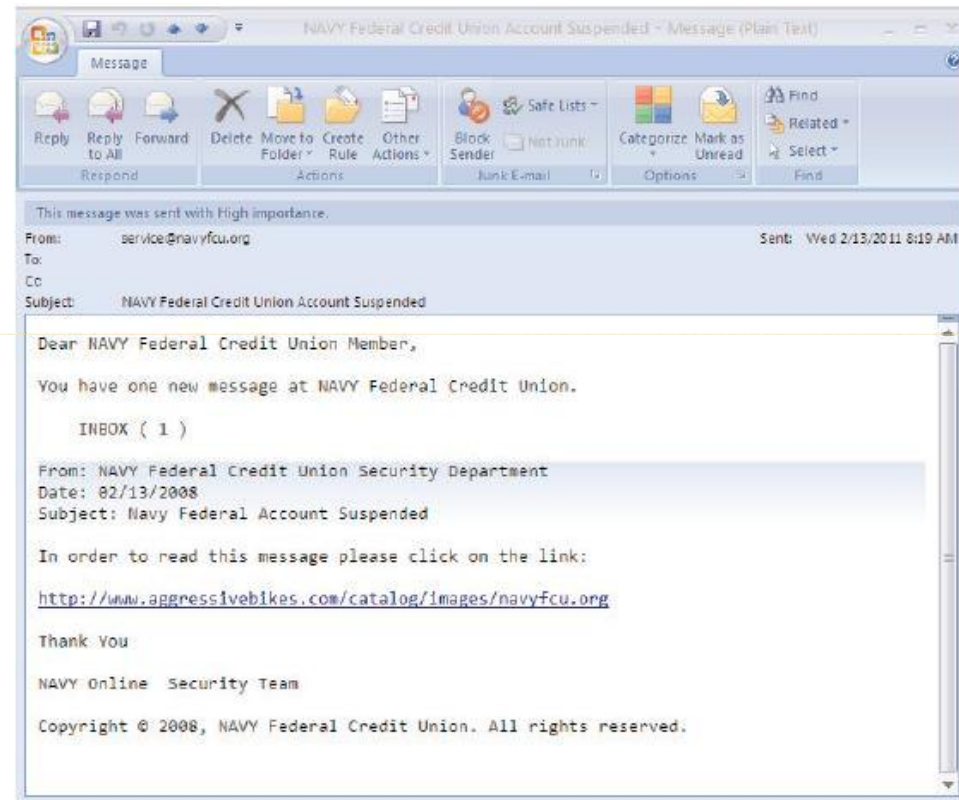 NAVY Federal Credit Union Account Suspended - Message (Plain Text)
Message
Reply Reply to All Forward
Delete Move to Folder Create Rule Other Actions
Block Sender Safe Lists Not Junk
Categorize Mark as Unread
Find Related Select
Respond Actions Junk E-mail Options Find
This message was sent with High importance.
From: service@navyfcu.org Sent: Wed 2/13/2011 8:19 AM
To:
Cc
Subject: NAVY Federal Credit Union Account Suspended
Dear NAVY Federal Credit Union Member,
You have one new message at NAVY Federal Credit Union.
INBOX ( 1 )
From: NAVY Federal Credit Union Security Department
Date: 02/13/2008
Subject: Navy Federal Account Suspended
In order to read this message please click on the link:
http://www.aggressivebikes.com/catalog/images/navyfcu.org
Thank You
NAVY Online Security Team
Copyright © 2008, NAVY Federal Credit Union. All rights reserved.